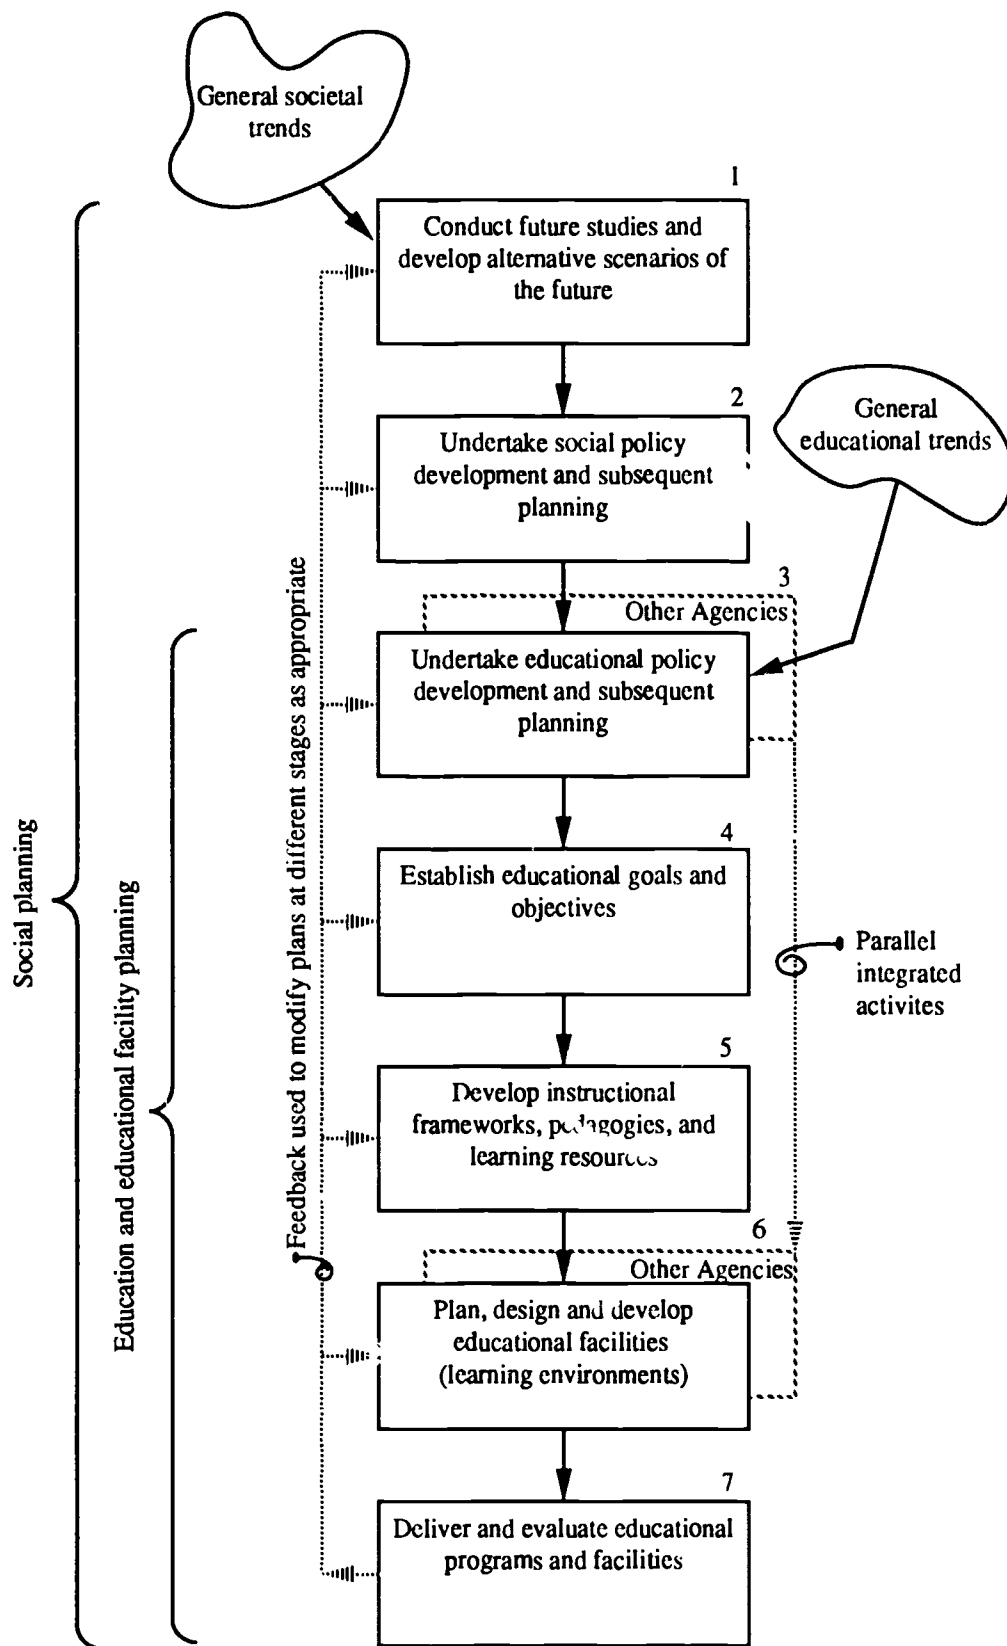 General societal
trends
1
Conduct future studies and
develop alternative scenarios of
the future
2
Undertake social policy
development and subsequent
planning
General
educational trends
3
Other Agencies
Undertake educational policy
development and subsequent
planning
4
Establish educational goals and
objectives
Parallel
integrated
activites
5
Develop instructional
frameworks, pedagogies, and
learning resources
6
Other Agencies
Plan, design and develop
educational facilities
(learning environments)
7
Deliver and evaluate educational
programs and facilities
Social planning
Education and educational facility planning
Feedback used to modify plans at different stages as appropriate